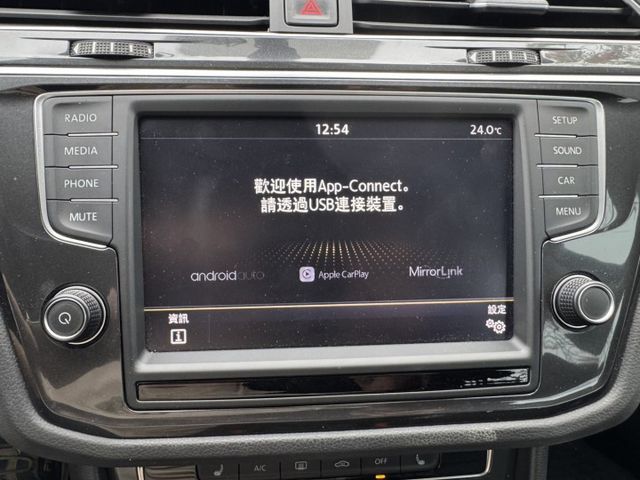 RADIO
MEDIA
PHONE
MUTE
12:54
24.0℃
歡迎使用App-Connect。
請透過USB連接裝置。
androidauto
Apple CarPlay
MirrorLink
資訊
設定
SETUP
SOUND
CAR
MENU
A/C
OFF